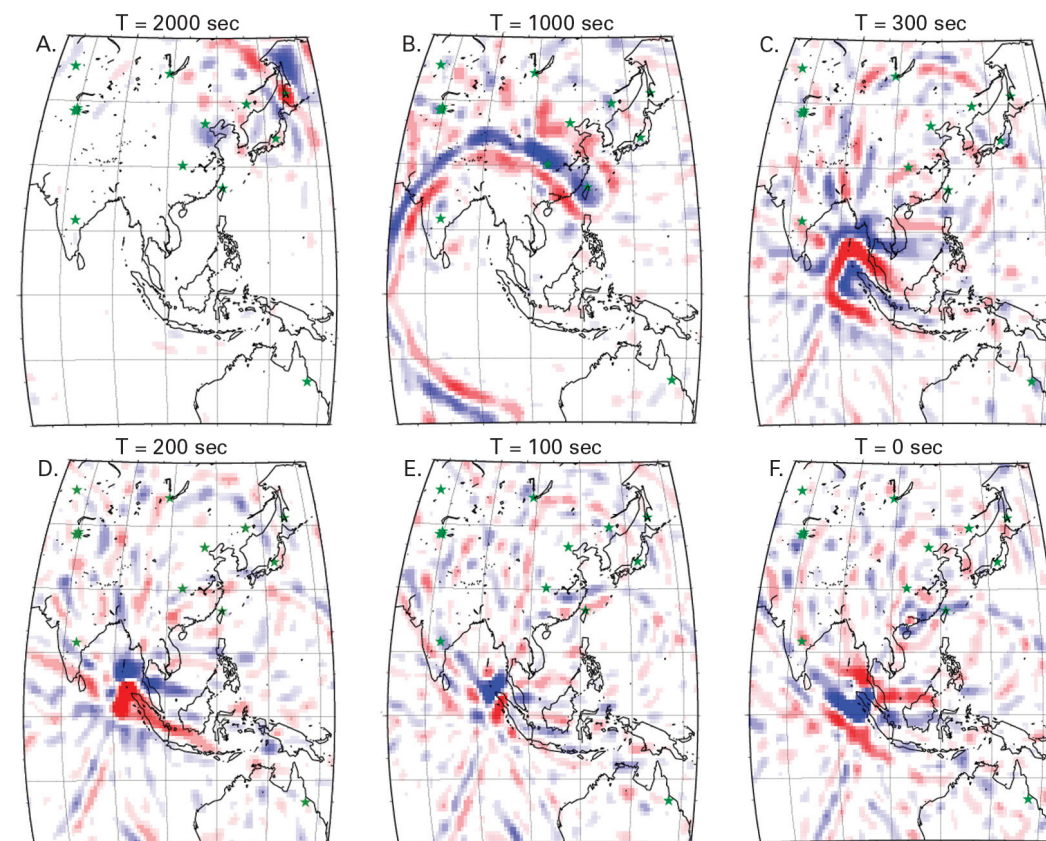 T = 2000 sec
A.
T = 1000 sec
B.
T = 300 sec
C.
T = 200 sec
D.
T = 100 sec
E.
T = 0 sec
F.